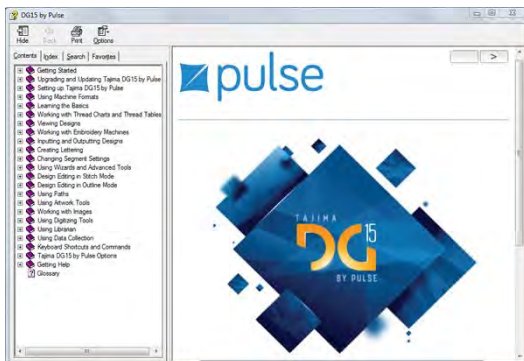 DG15 by Pulse
Hide Back Print Options
Contents Index Search Favorites
Getting Started
Upgrading and Updating Tajima DG15 by Pulse
Setting up Tajima DG15 by Pulse
Using Machine Formats
Learning the Basics
Working with Thread Charts and Thread Tables
Viewing Designs
Working with Embroidery Machines
Inputting and Outputting Designs
Creating Lettering
Changing Segment Settings
Using Wizards and Advanced Tools
Design Editing in Stitch Mode
Design Editing in Outline Mode
Using Paths
Using Artwork Tools
Working with Images
Using Digitizing Tools
Using Librarian
Using Data Collection
Keyboard Shortcuts and Commands
Tajima DG15 by Pulse Options
Getting Help
Glossary
>
pulse
TAJIMA
DG15
BY PULSE